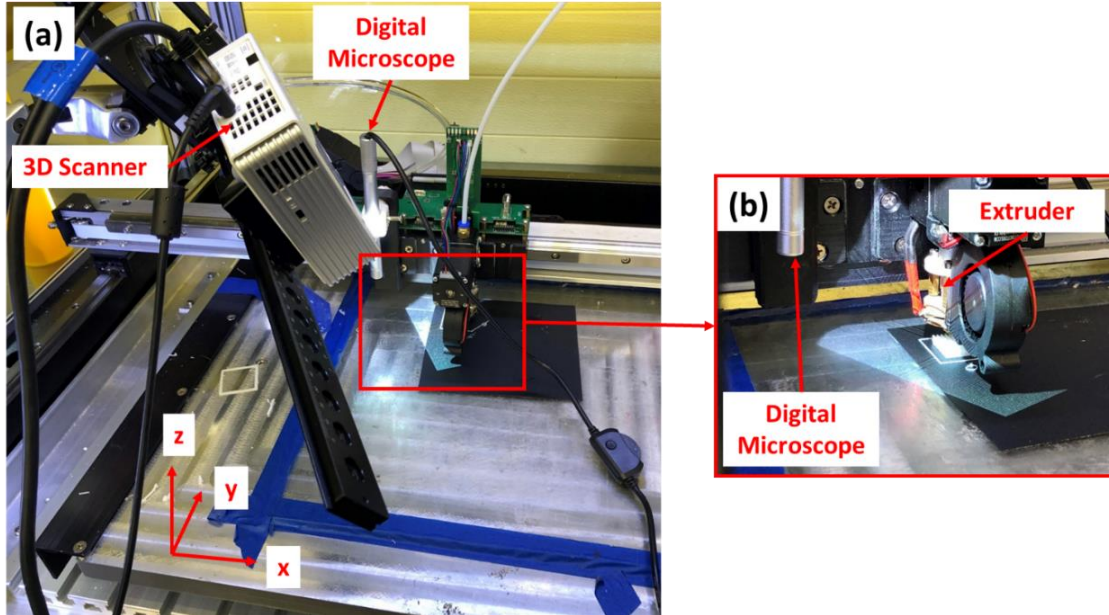 (a)
Digital
Microscope
3D Scanner
z
y
x
(b)
Extruder
Digital
Microscope